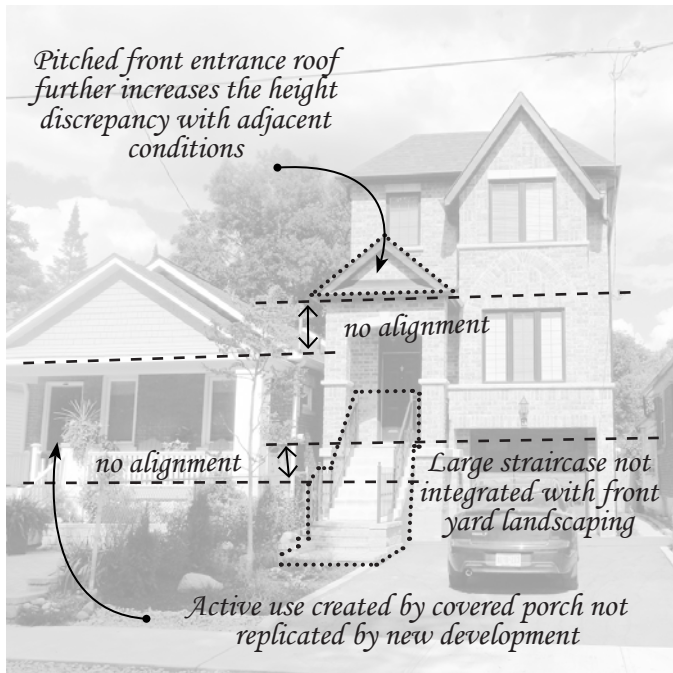 Pitched front entrance roof
further increases the height
discrepancy with adjacent
conditions
no alignment
no alignment
Large straircase not
integrated with front
yard landscaping
Active use created by covered porch not
replicated by new development